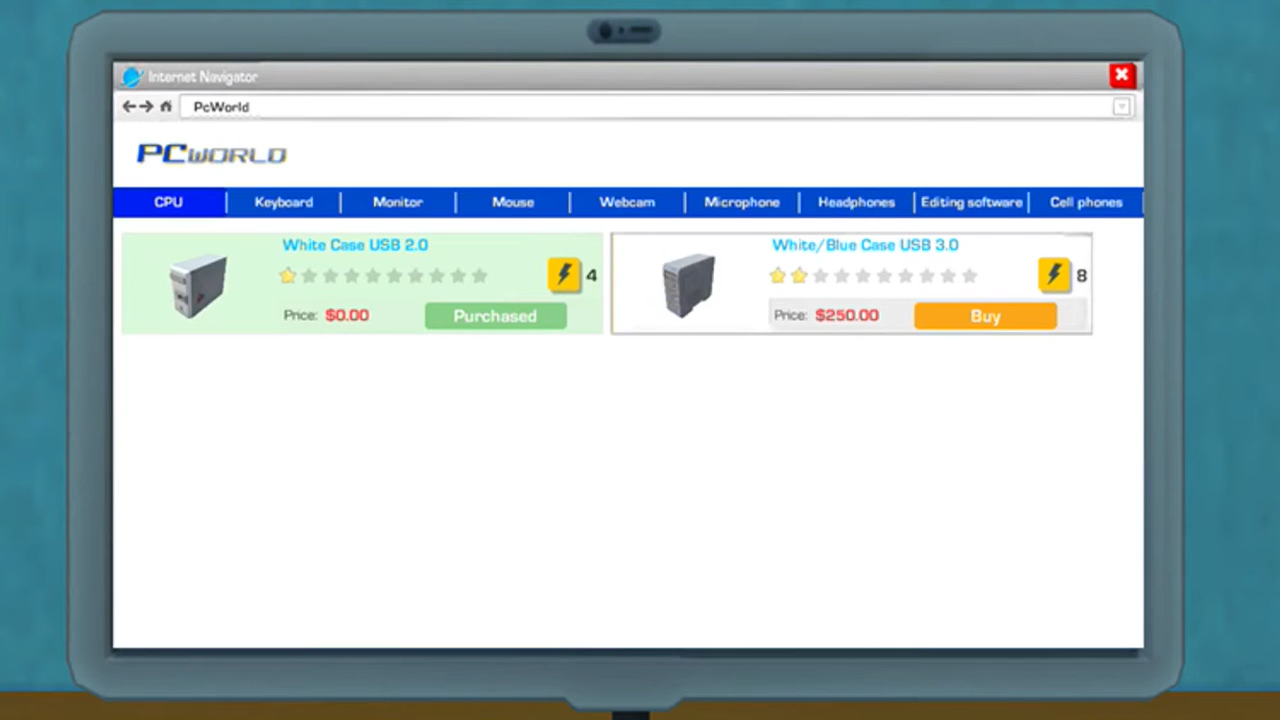 Internet Navigator
PcWorld
PCWORLD
CPU Keyboard Monitor Mouse Webcam Microphone Headphones Editing software Cell phones
White Case USB 2.0
4
Price: $0.00 Purchased
White/Blue Case USB 3.0
8
Price: $250.00 Buy